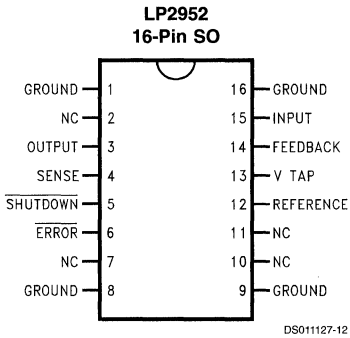 LP2952
16-Pin SO
GROUND 1 16 GROUND
NC 2 15 INPUT
OUTPUT 3 14 FEEDBACK
SENSE 4 13 V TAP
SHUTDOWN 5 12 REFERENCE
ERROR 6 11 NC
NC 7 10 NC
GROUND 8 9 GROUND
DS011127-12